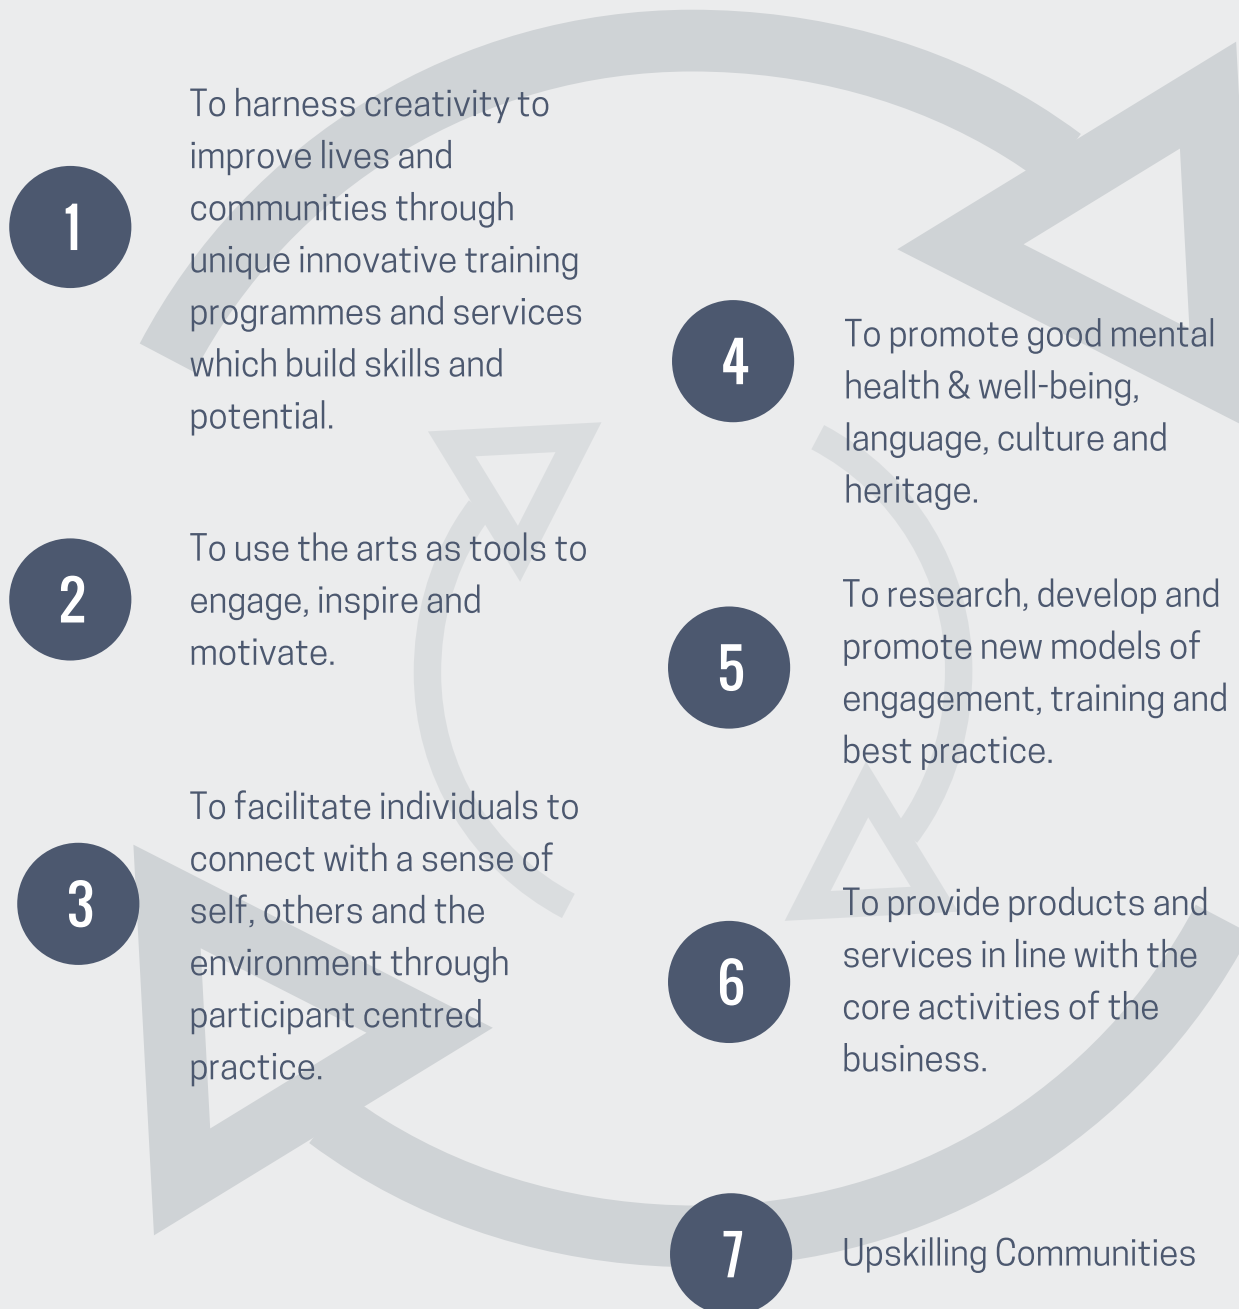 1
To harness creativity to
improve lives and
communities through
unique innovative training
programmes and services
which build skills and
potential.
2
To use the arts as tools to
engage, inspire and
motivate.
3
To facilitate individuals to
connect with a sense of
self, others and the
environment through
participant centred
practice.
4
To promote good mental
health & well-being,
language, culture and
heritage.
5
To research, develop and
promote new models of
engagement, training and
best practice.
6
To provide products and
services in line with the
core activities of the
business.
7
Upskilling Communities